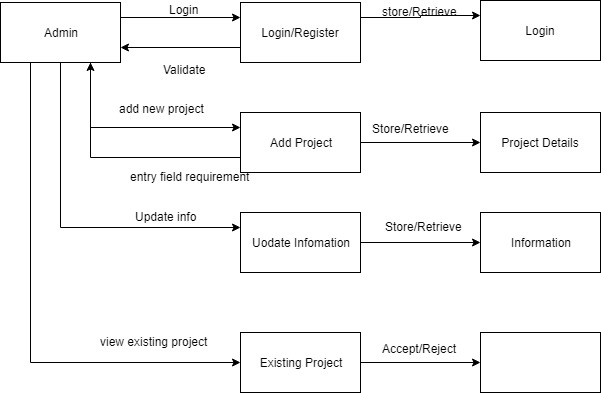 Login
store/Retrieve
Admin
Login/Register
Login
Validate
add new project
Store/Retrieve
Add Project
Project Details
entry field requirement
Update info
Store/Retrieve
Uodate Infomation
Information
view existing project
Accept/Reject
Existing Project